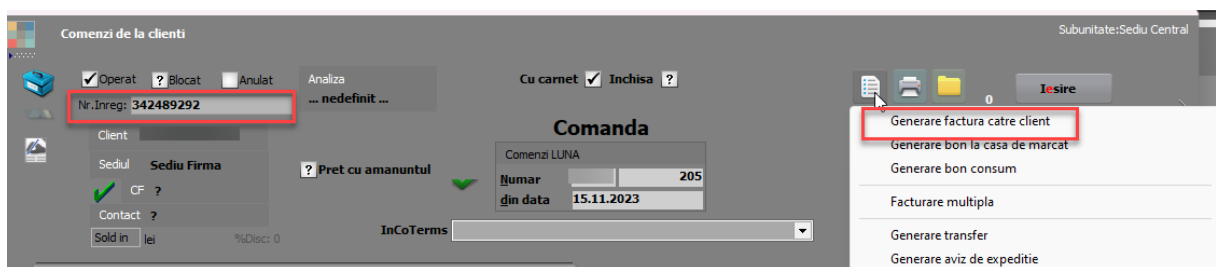 Comenzi de la clienti
Subunitate:Sediu Central
Operat ? Blocat Anulat
Analiza
... nedefinit ...
Cu carnet Inchisa ?
0
Iesire
Nr.Inreg: 342489292
Generare factura catre client
Client
Comanda
Generare bon la casa de marcat
Comenzi LUNA
Sediul Sediu Firma
? Pret cu amanuntul
Generare bon consum
Numar 205
CF ?
din data 15.11.2023
Facturare multipla
Contact ?
InCoTerms
Sold in lei %Disc: 0
Generare transfer
Generare aviz de expeditie